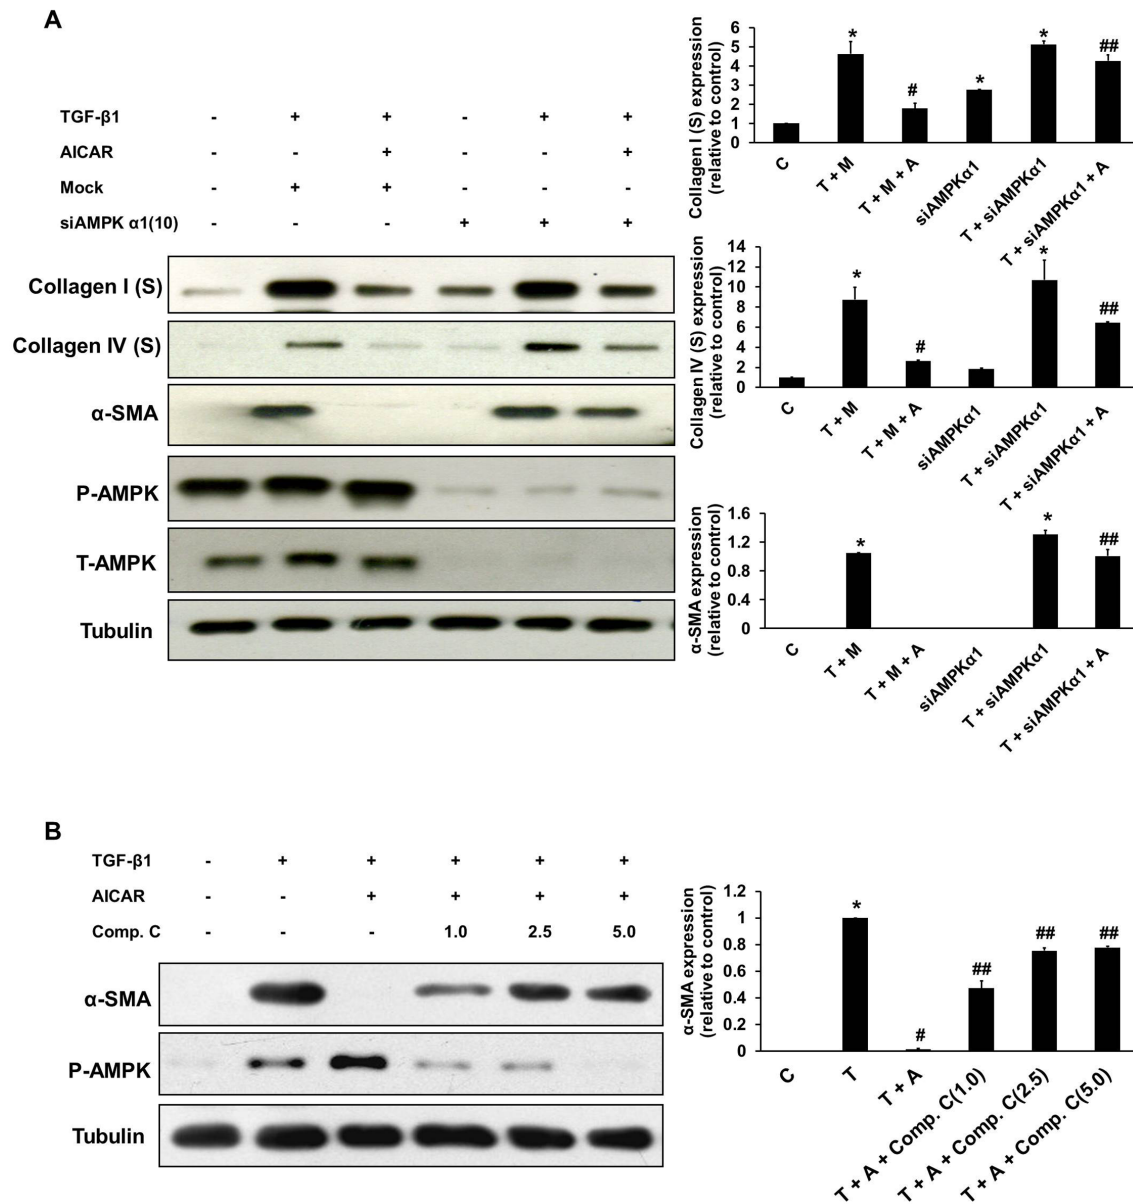 A
TGF-β1 - + + - + +
AICAR - - + - - +
Mock - + + - - -
siAMPK α1(10) - - - + + +
Collagen I (S)
Collagen IV (S)
α-SMA
P-AMPK
T-AMPK
Tubulin
Collagen I (S) expression
(relative to control)
6
5
4
3
2
1
0
* # * * ##
C T + M T + M + A siAMPKα1 T + siAMPKα1 T + siAMPKα1 + A
Collagen IV (S) expression
(relative to control)
14
12
10
8
6
4
2
0
* # * ##
C T + M T + M + A siAMPKα1 T + siAMPKα1 T + siAMPKα1 + A
α-SMA expression
(relative to control)
1.6
1.2
0.8
0.4
0
* * ##
C T + M T + M + A siAMPKα1 T + siAMPKα1 T + siAMPKα1 + A
B
TGF-β1 - + + + + +
AICAR - - + + + +
Comp. C - - - 1.0 2.5 5.0
α-SMA
P-AMPK
Tubulin
α-SMA expression
(relative to control)
1.2
1
0.8
0.6
0.4
0.2
0
* # ## ## ##
C T T + A T + A + Comp. C(1.0) T + A + Comp. C(2.5) T + A + Comp. C(5.0)